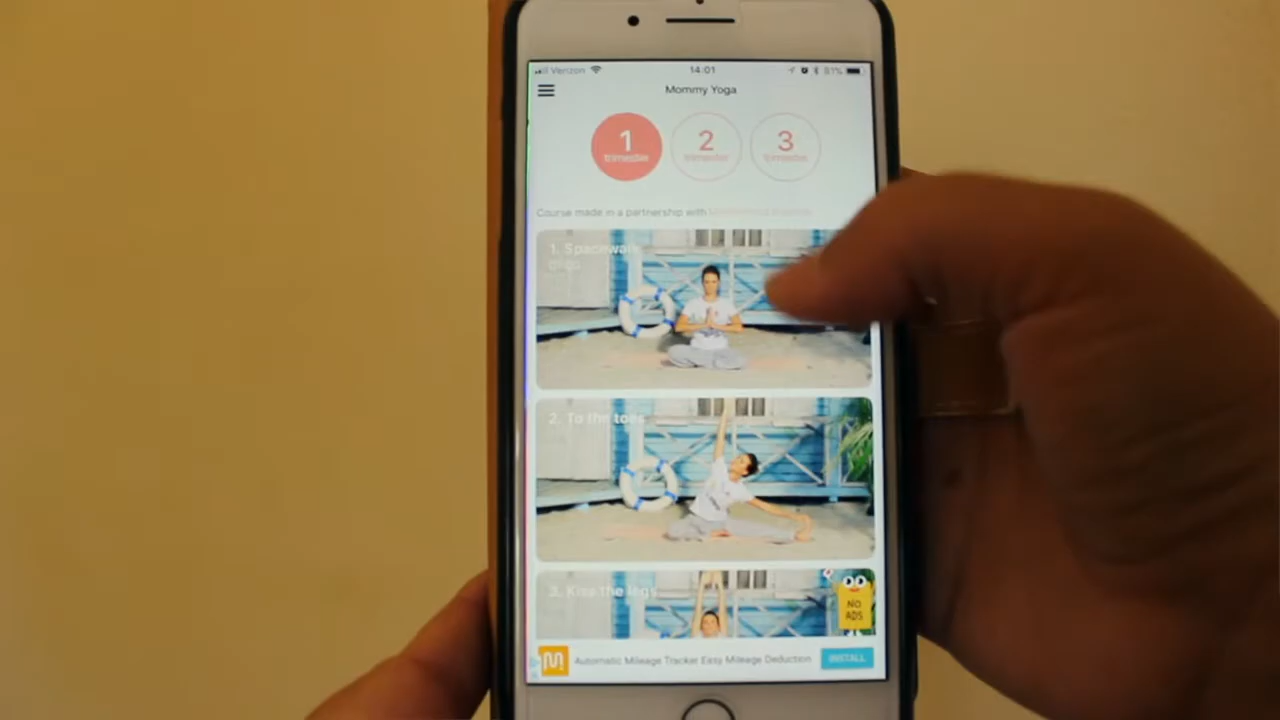 Verizon 14:01 81%
Mommy Yoga
1 2 3
trimester trimester trimester
Course made in a partnership with
1. Spacewalk
2. To the toes
3. Kiss the legs
NO
ADS
Automatic Mileage Tracker Easy Mileage Deduction INSTALL